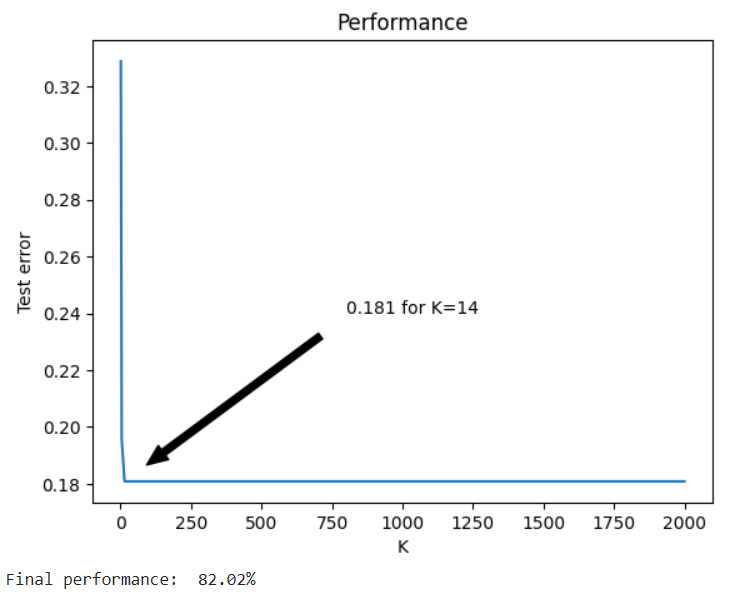 Performance
0.32
0.30
0.28
0.26
0.24
0.22
0.20
0.18
Test error
0.181 for K=14
0 250 500 750 1000 1250 1500 1750 2000
K
Final performance: 82.02%